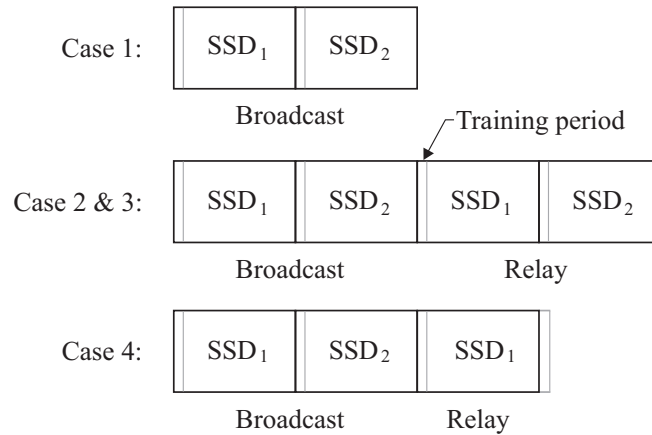 Case 1: SSD₁ SSD₂
Broadcast
Training period
Case 2 & 3: SSD₁ SSD₂ SSD₁ SSD₂
Broadcast Relay
Case 4: SSD₁ SSD₂ SSD₁
Broadcast Relay